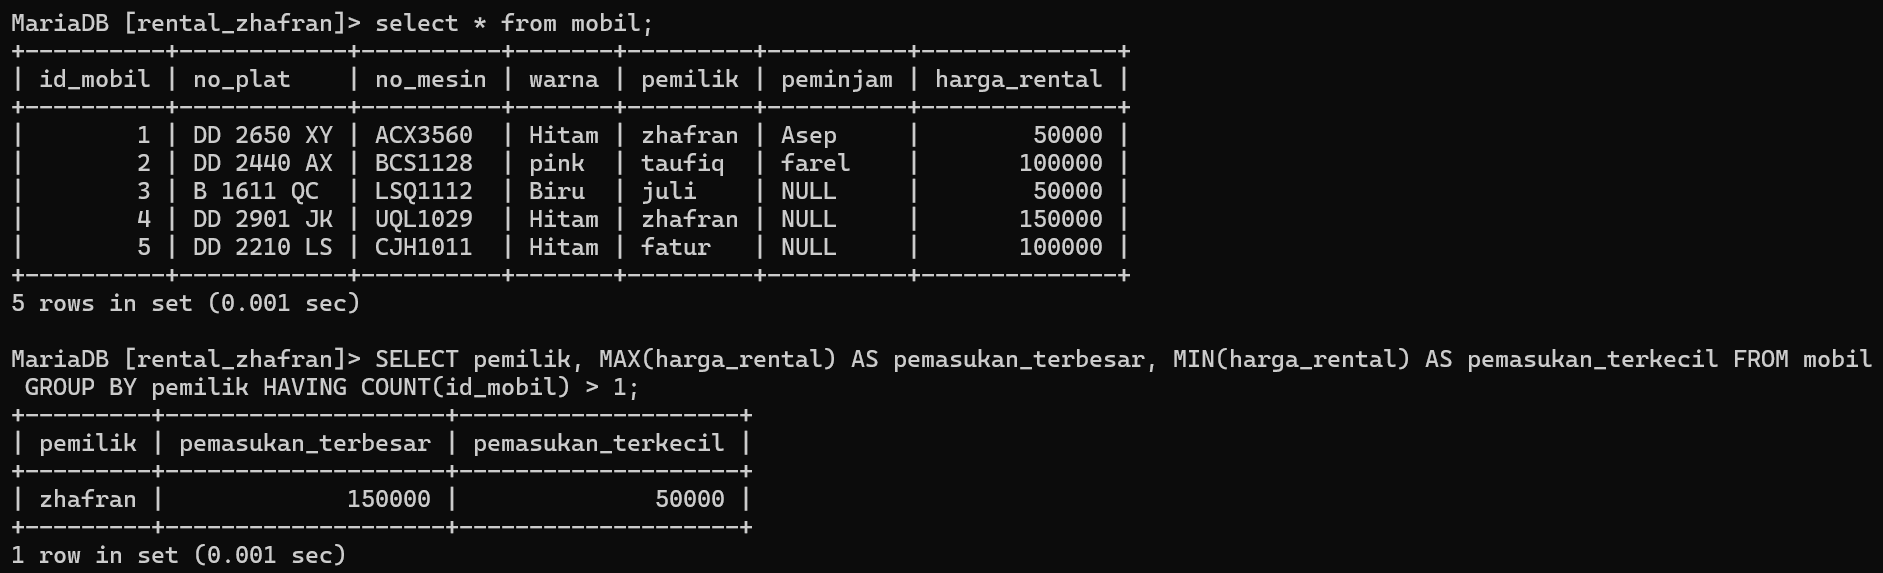 MariaDB [rental_zhafran]> select * from mobil;
+----------+------------+----------+-------+---------+----------+--------------+
| id_mobil | no_plat    | no_mesin | warna | pemilik | peminjam | harga_rental |
+----------+------------+----------+-------+---------+----------+--------------+
|        1 | DD 2650 XY | ACX3560  | Hitam | zhafran | Asep     |        50000 |
|        2 | DD 2440 AX | BCS1128  | pink  | taufiq  | farel    |       100000 |
|        3 | B 1611 QC  | LSQ1112  | Biru  | juli    | NULL     |        50000 |
|        4 | DD 2901 JK | UQL1029  | Hitam | zhafran | NULL     |       150000 |
|        5 | DD 2210 LS | CJH1011  | Hitam | fatur   | NULL     |       100000 |
+----------+------------+----------+-------+---------+----------+--------------+
5 rows in set (0.001 sec)

MariaDB [rental_zhafran]> SELECT pemilik, MAX(harga_rental) AS pemasukan_terbesar, MIN(harga_rental) AS pemasukan_terkecil FROM mobil
 GROUP BY pemilik HAVING COUNT(id_mobil) > 1;
+---------+--------------------+--------------------+
| pemilik | pemasukan_terbesar | pemasukan_terkecil |
+---------+--------------------+--------------------+
| zhafran |             150000 |              50000 |
+---------+--------------------+--------------------+
1 row in set (0.001 sec)